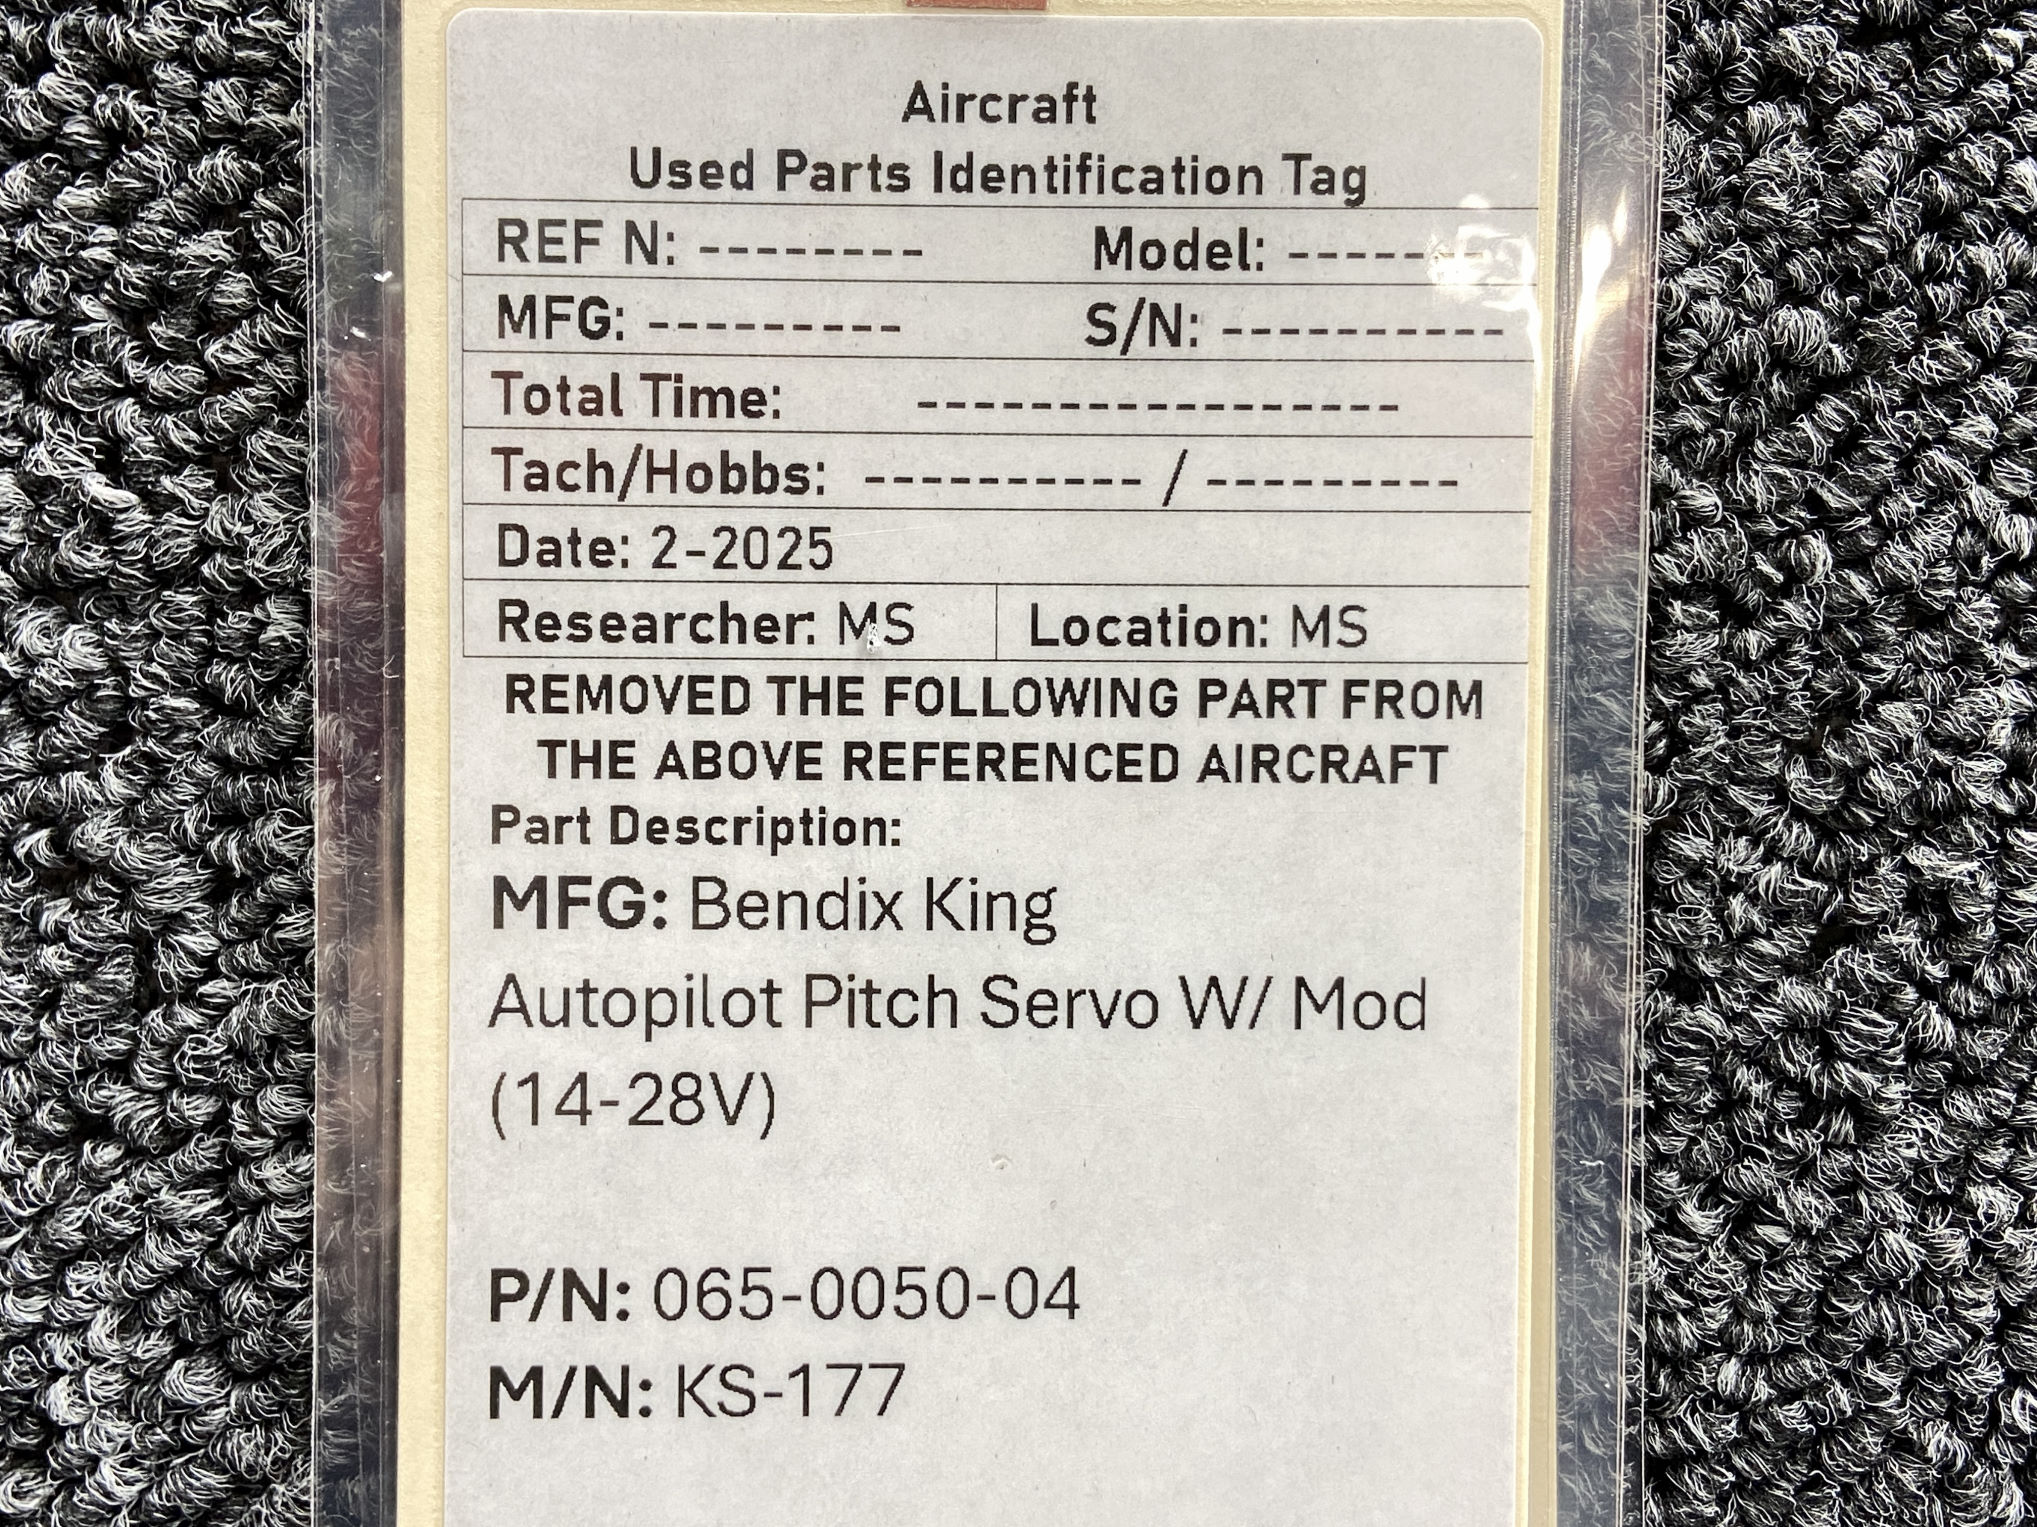 Aircraft
Used Parts Identification Tag
REF N: -------- Model: -------
MFG: --------- S/N: ----------
Total Time: -----------------
Tach/Hobbs: ---------- / ---------
Date: 2-2025
Researcher: MS Location: MS
REMOVED THE FOLLOWING PART FROM
THE ABOVE REFERENCED AIRCRAFT
Part Description:
MFG: Bendix King
Autopilot Pitch Servo W/ Mod
(14-28V)
P/N: 065-0050-04
M/N: KS-177